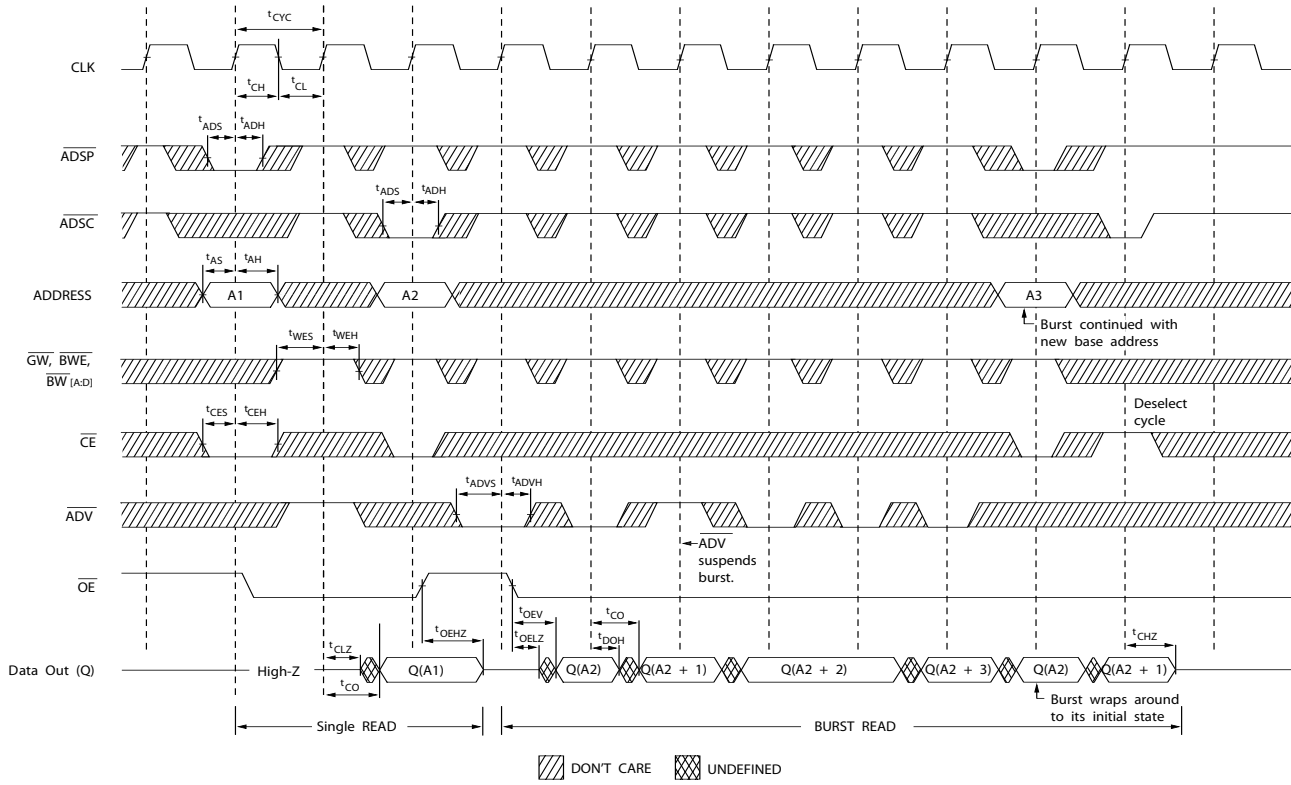 tCYC
CLK
tCH
tCL
tADS
tADH
ADSP
tADS
tADH
ADSC
tAS
tAH
ADDRESS
A1
A2
A3
Burst continued with
new base address
tWES
tWEH
GW, BWE,
BW [A:D]
tCES
tCEH
Deselect
cycle
CE
tADVS
tADVH
ADV
ADV
suspends
burst.
OE
tOEV
tCO
tOEHZ
tOELZ
tDOH
tCHZ
tCLZ
Data Out (Q)
High-Z
Q(A1)
Q(A2)
Q(A2 + 1)
Q(A2 + 2)
Q(A2 + 3)
Q(A2)
Q(A2 + 1)
tCO
Burst wraps around
to its initial state
Single READ
BURST READ
DON'T CARE
UNDEFINED